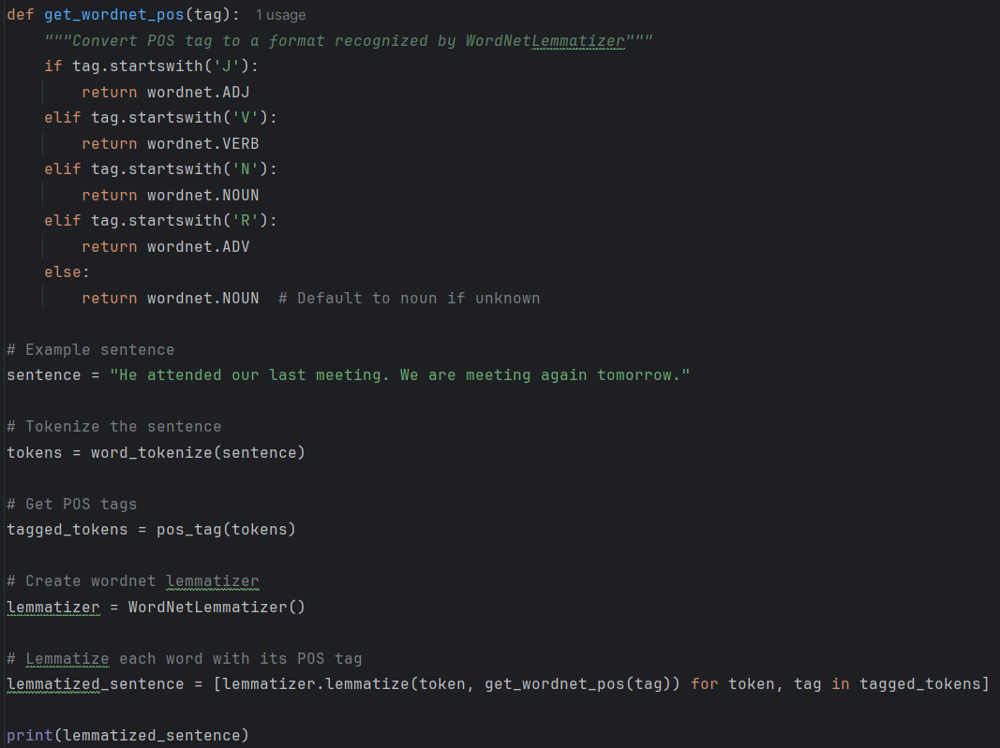 def get_wordnet_pos(tag):  1 usage
    """Convert POS tag to a format recognized by WordNetLemmatizer"""
    if tag.startswith('J'):
        return wordnet.ADJ
    elif tag.startswith('V'):
        return wordnet.VERB
    elif tag.startswith('N'):
        return wordnet.NOUN
    elif tag.startswith('R'):
        return wordnet.ADV
    else:
        return wordnet.NOUN  # Default to noun if unknown

# Example sentence
sentence = "He attended our last meeting. We are meeting again tomorrow."

# Tokenize the sentence
tokens = word_tokenize(sentence)

# Get POS tags
tagged_tokens = pos_tag(tokens)

# Create wordnet lemmatizer
lemmatizer = WordNetLemmatizer()

# Lemmatize each word with its POS tag
lemmatized_sentence = [lemmatizer.lemmatize(token, get_wordnet_pos(tag)) for token, tag in tagged_tokens]

print(lemmatized_sentence)